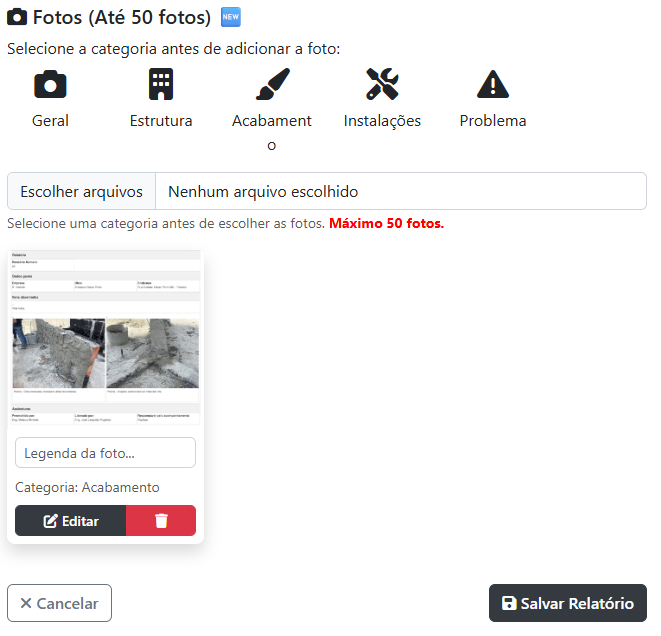 Fotos (Até 50 fotos) NEW
Selecione a categoria antes de adicionar a foto:
Geral
Estrutura
Acabament
o
Instalações
Problema
Escolher arquivos
Nenhum arquivo escolhido
Selecione uma categoria antes de escolher as fotos. Máximo 50 fotos.
Legenda da foto...
Categoria: Acabamento
Editar
Cancelar
Salvar Relatório